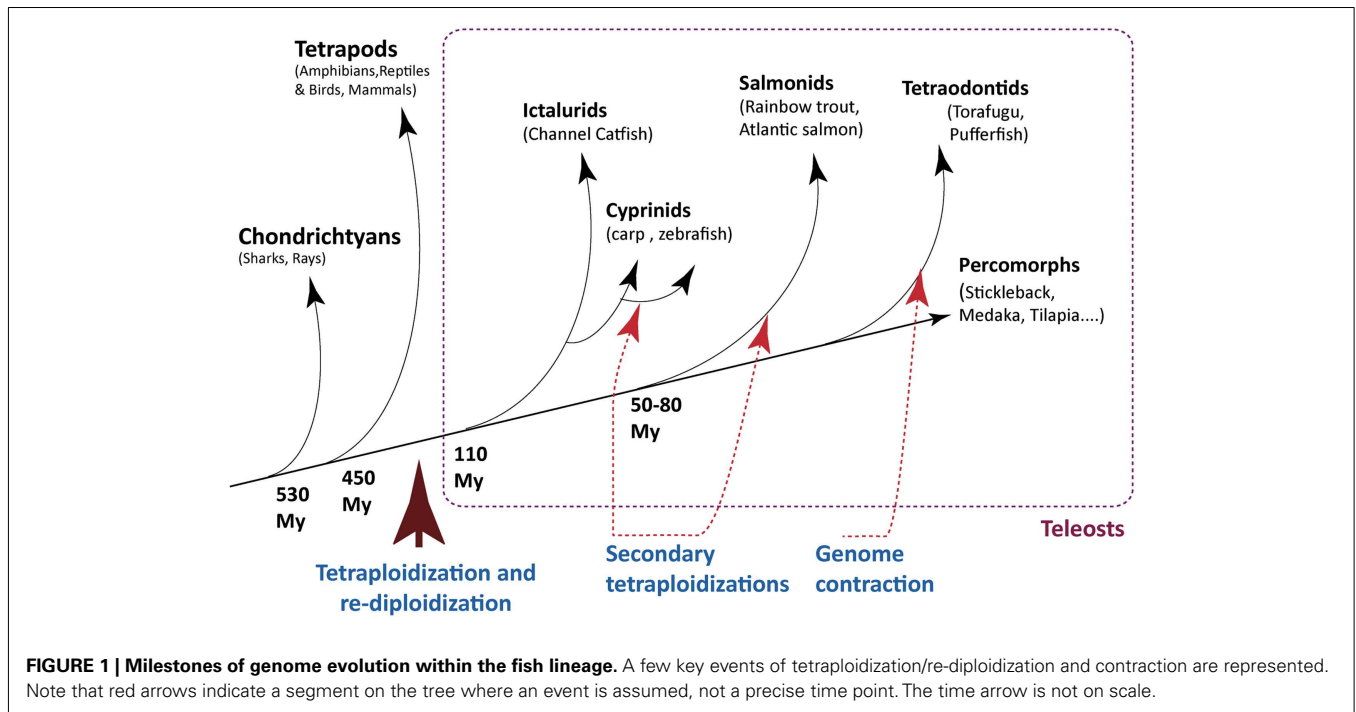 Tetrapods
(Amphibians,Reptiles
& Birds, Mammals)
Ictalurids
(Channel Catfish)
Salmonids
(Rainbow trout,
Atlantic salmon)
Tetraodontids
(Torafugu,
Pufferfish)
Cyprinids
(carp , zebrafish)
Chondrichtyans
(Sharks, Rays)
Percomorphs
(Stickleback,
Medaka, Tilapia....)
50-80
My
110
My
450
My
530
My
Teleosts
Tetraploidization and
re-diploidization
Secondary
tetraploidizations
Genome
contraction
FIGURE 1 | Milestones of genome evolution within the fish lineage. A few key events of tetraploidization/re-diploidization and contraction are represented.
Note that red arrows indicate a segment on the tree where an event is assumed, not a precise time point. The time arrow is not on scale.